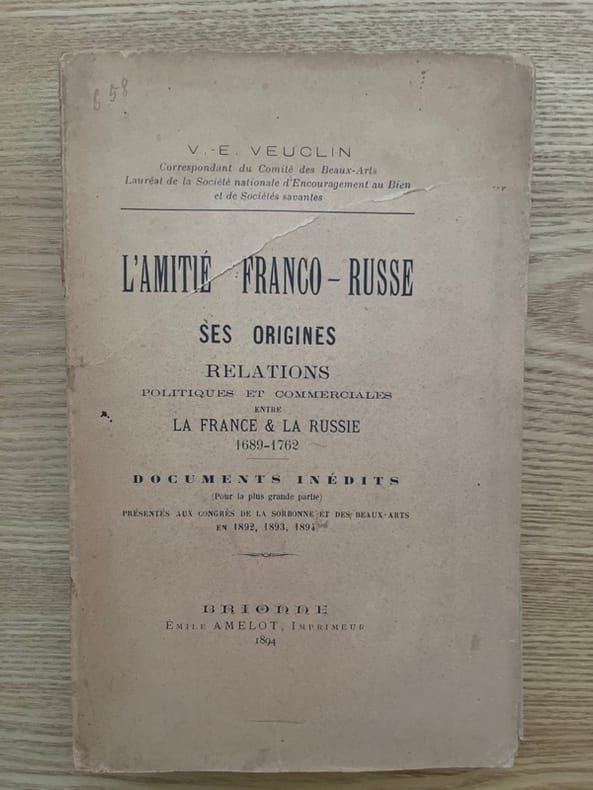 6 58
V.-E. VEUCLIN
Correspondant du Comité des Beaux-Arts
Lauréat de la Société nationale d'Encouragement au Bien
et de Sociétés savantes
L'AMITIÉ FRANCO-RUSSE
SES ORIGINES
RELATIONS
POLITIQUES ET COMMERCIALES
ENTRE
LA FRANCE & LA RUSSIE
1689-1762
DOCUMENTS INÉDITS
(Pour la plus grande partie)
PRÉSENTÉS AUX CONGRÈS DE LA SORBONNE ET DES BEAUX-ARTS
EN 1892, 1893, 1894
BRIONNE
ÉMILE AMELOT, IMPRIMEUR
1894